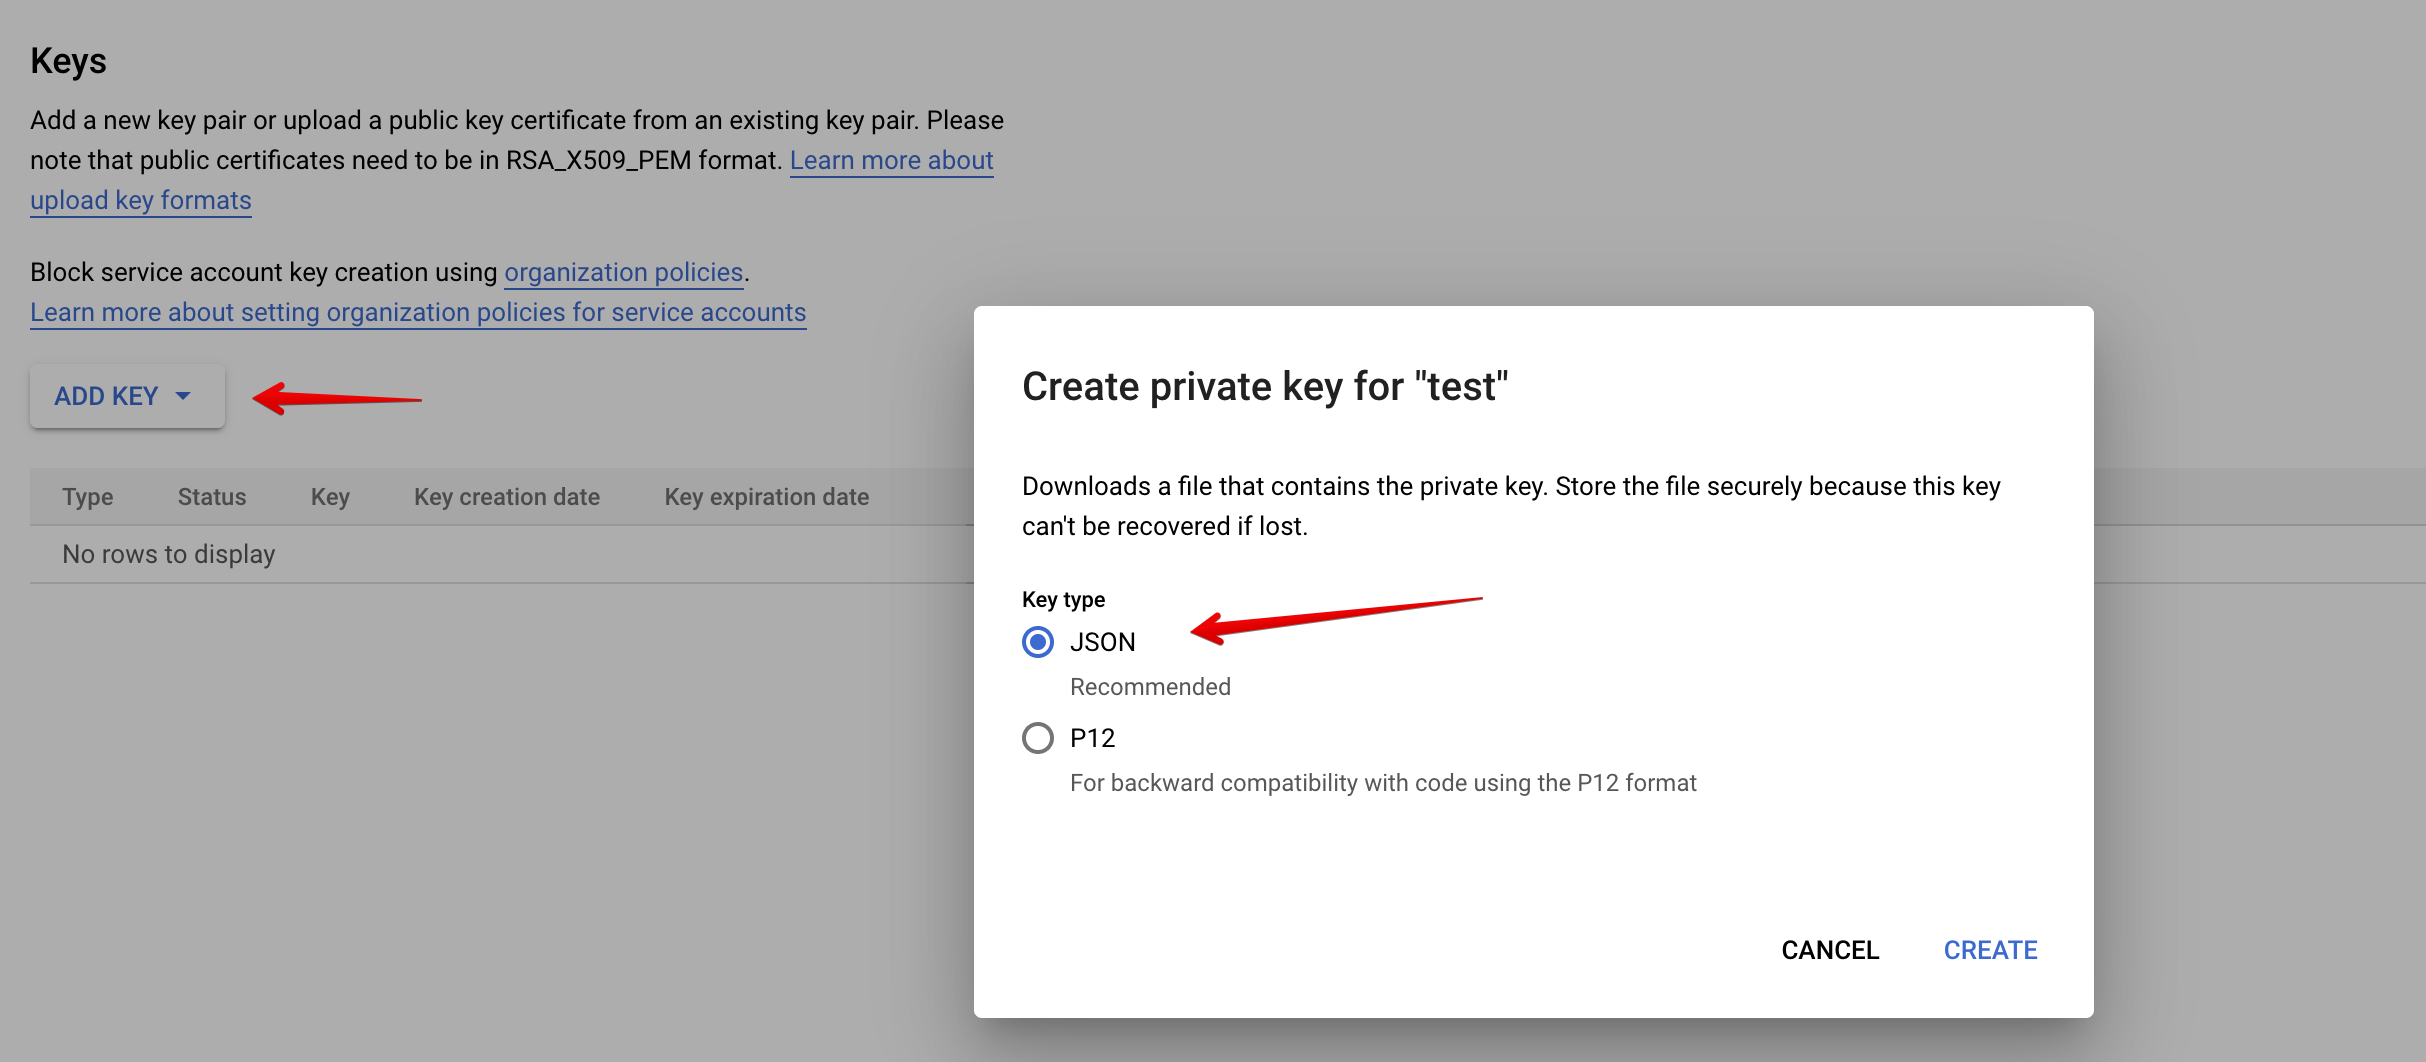 Keys
Add a new key pair or upload a public key certificate from an existing key pair. Please
note that public certificates need to be in RSA_X509_PEM format. Learn more about
upload key formats
Block service account key creation using organization policies.
Learn more about setting organization policies for service accounts
ADD KEY
Type Status Key Key creation date Key expiration date
No rows to display
Create private key for "test"
Downloads a file that contains the private key. Store the file securely because this key
can't be recovered if lost.
Key type
JSON
Recommended
P12
For backward compatibility with code using the P12 format
CANCEL CREATE